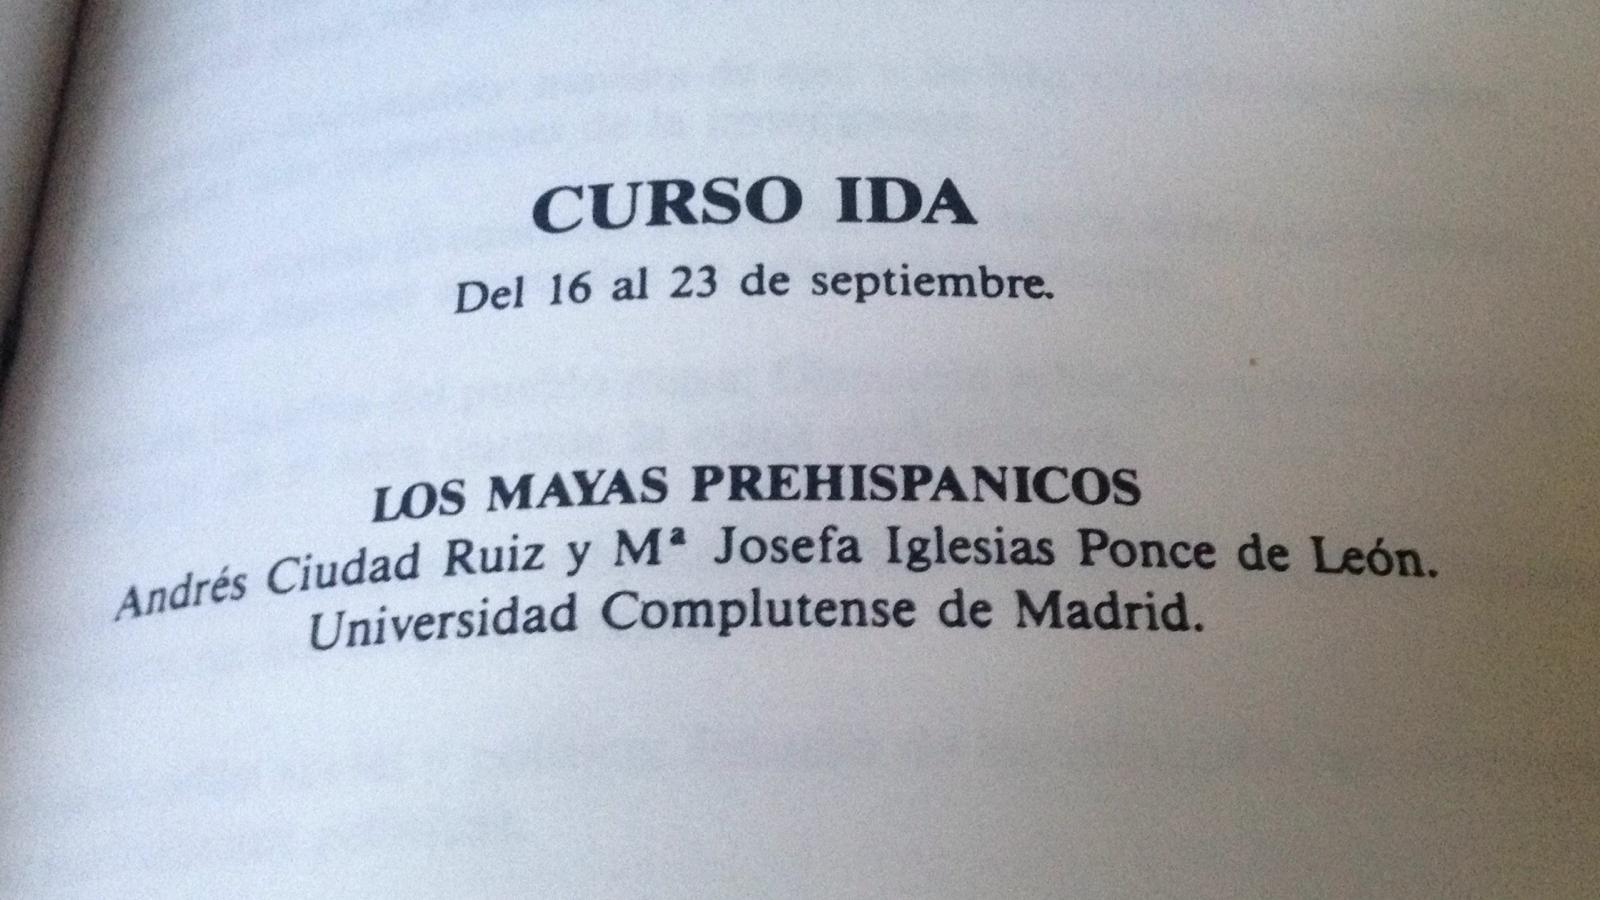 CURSO IDA
Del 16 al 23 de septiembre.
LOS MAYAS PREHISPANICOS
Andrés Ciudad Ruiz y Mª Josefa Iglesias Ponce de León.
Universidad Complutense de Madrid.